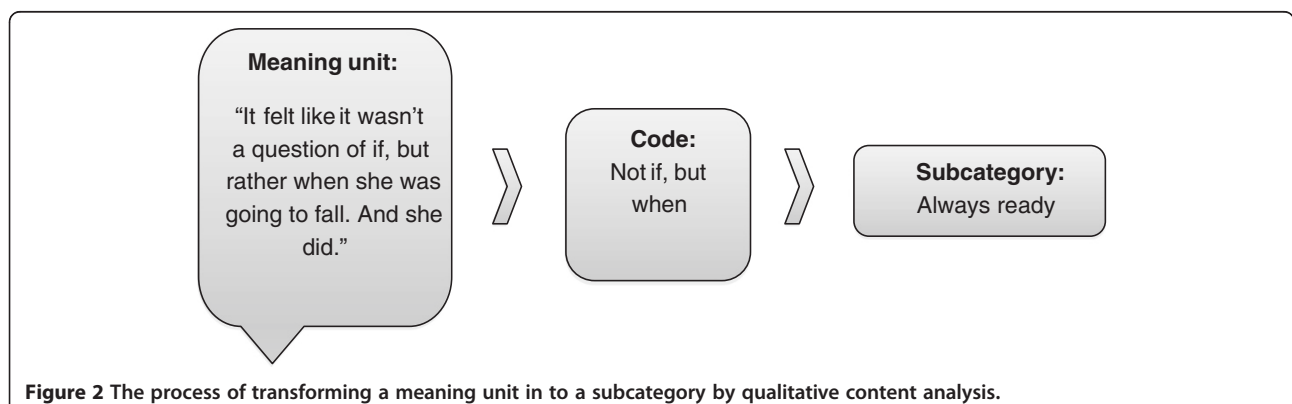 Meaning unit:
“It felt like it wasn’t
a question of if, but
rather when she was
going to fall. And she
did.”
Code:
Not if, but
when
Subcategory:
Always ready
Figure 2 The process of transforming a meaning unit in to a subcategory by qualitative content analysis.